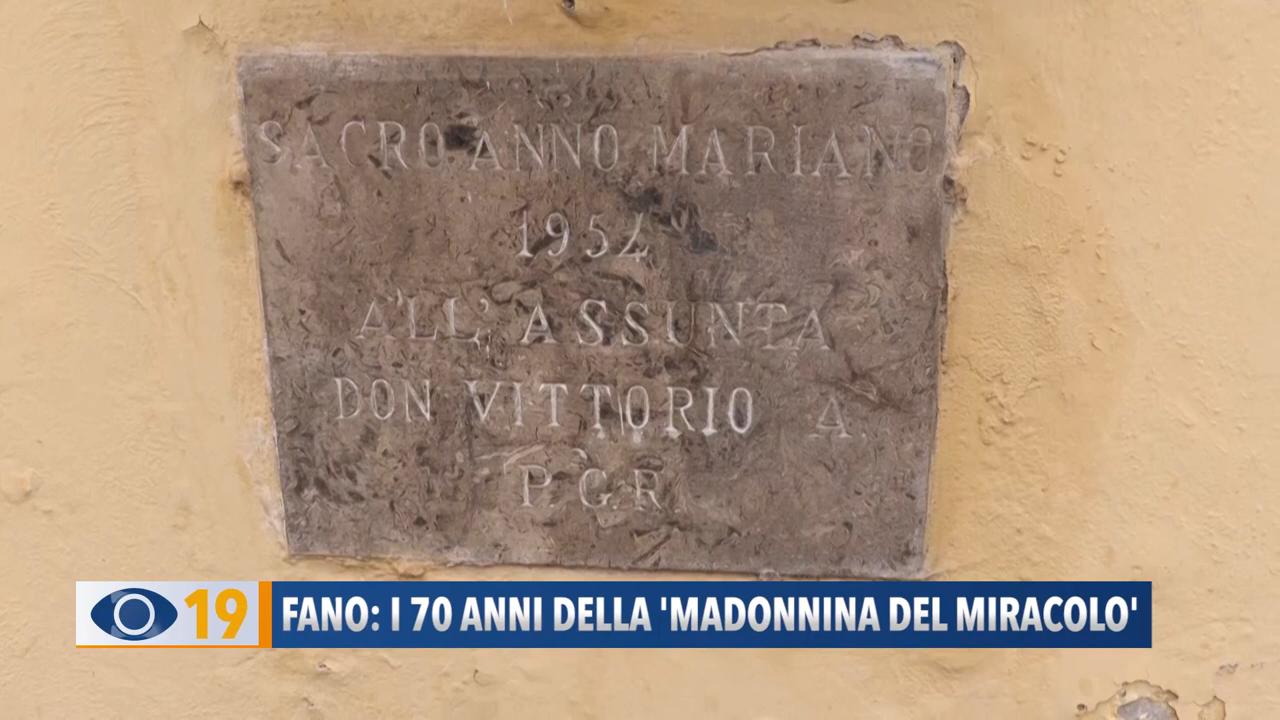 SACRO ANNO MARIANO
1954
ALL'ASSUNTA
DON VITTORIO A.
P.G.R.
19 FANO: I 70 ANNI DELLA 'MADONNINA DEL MIRACOLO'